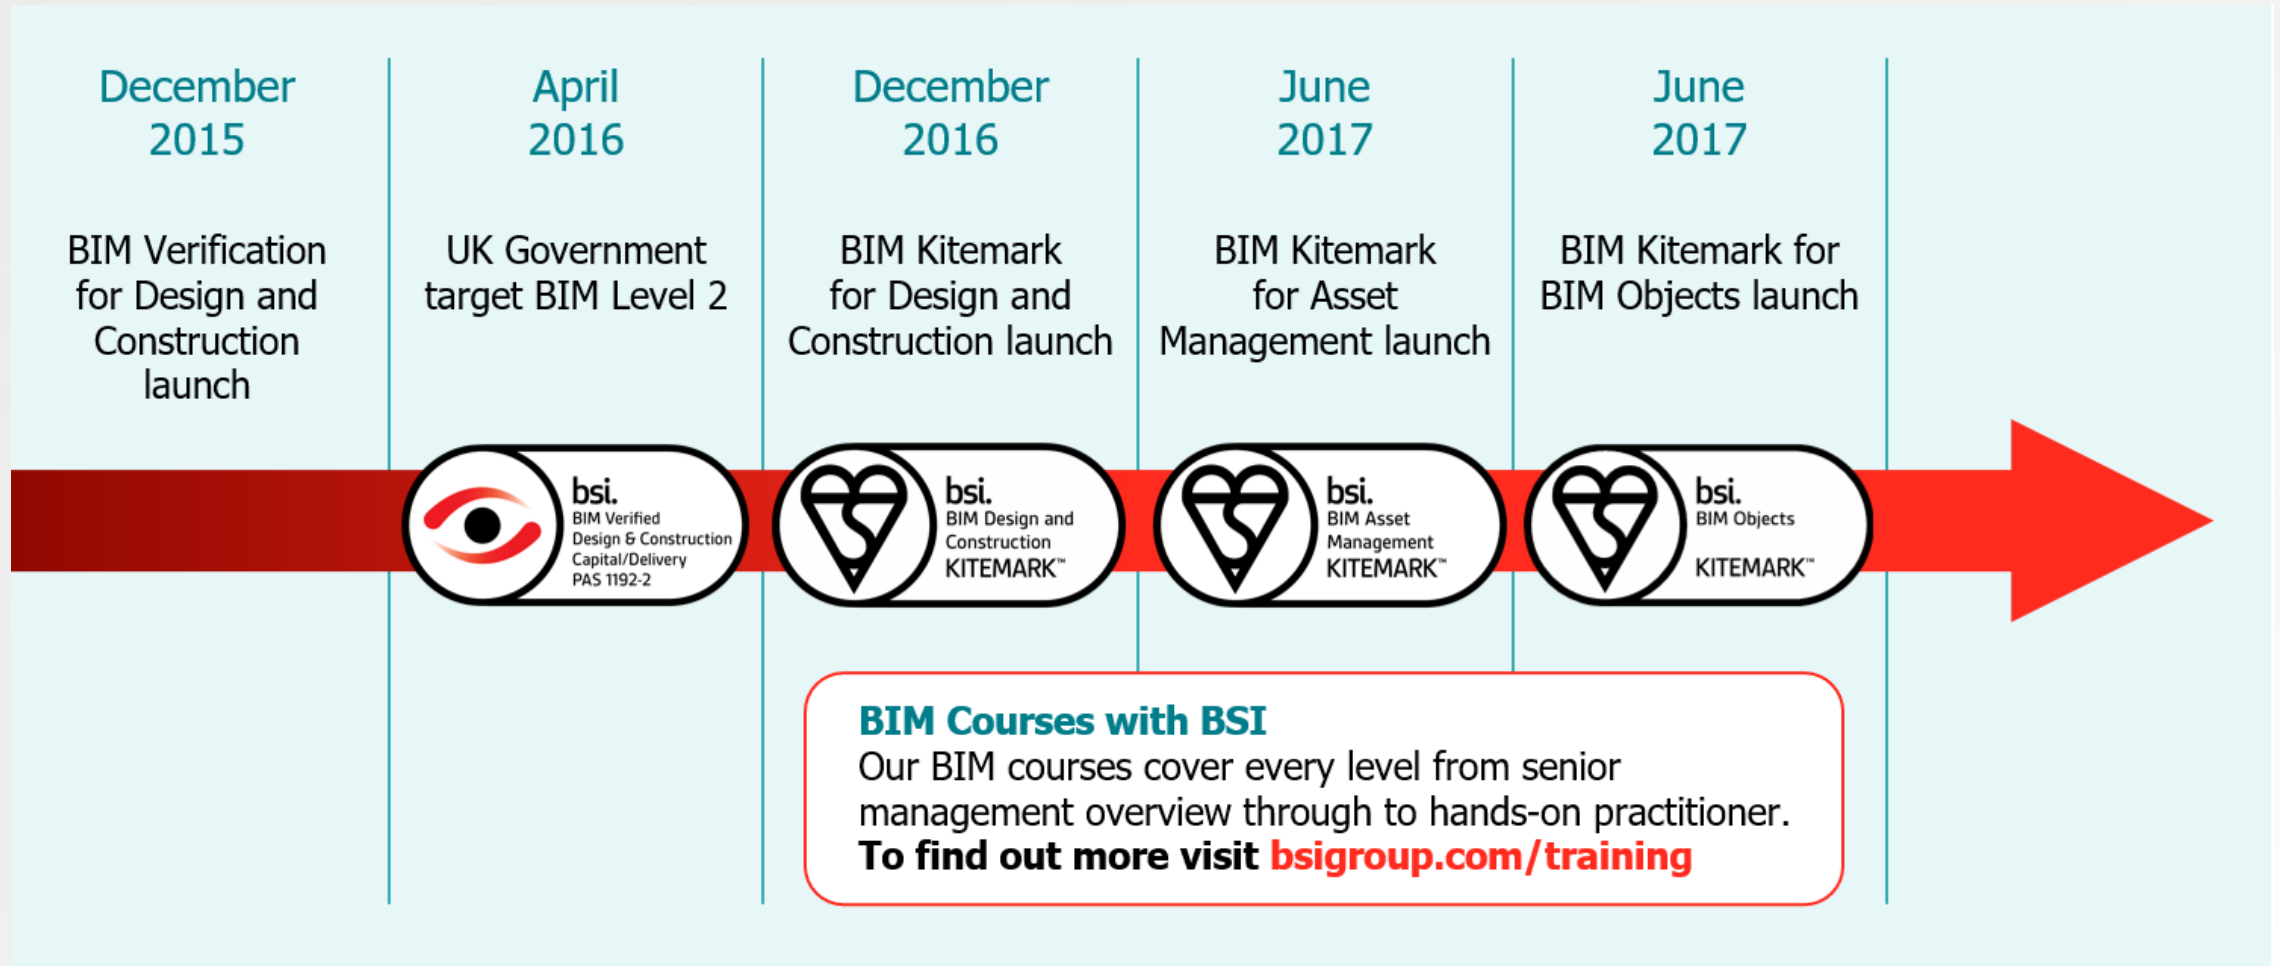 December
2015
BIM Verification
for Design and
Construction
launch
April
2016
UK Government
target BIM Level 2
December
2016
BIM Kitemark
for Design and
Construction launch
June
2017
BIM Kitemark
for Asset
Management launch
June
2017
BIM Kitemark for
BIM Objects launch
bsi.
BIM Verified
Design & Construction
Capital/Delivery
PAS 1192-2
bsi.
BIM Design and
Construction
KITEMARK™
bsi.
BIM Asset
Management
KITEMARK™
bsi.
BIM Objects
KITEMARK™
BIM Courses with BSI
Our BIM courses cover every level from senior
management overview through to hands-on practitioner.
To find out more visit bsigroup.com/training